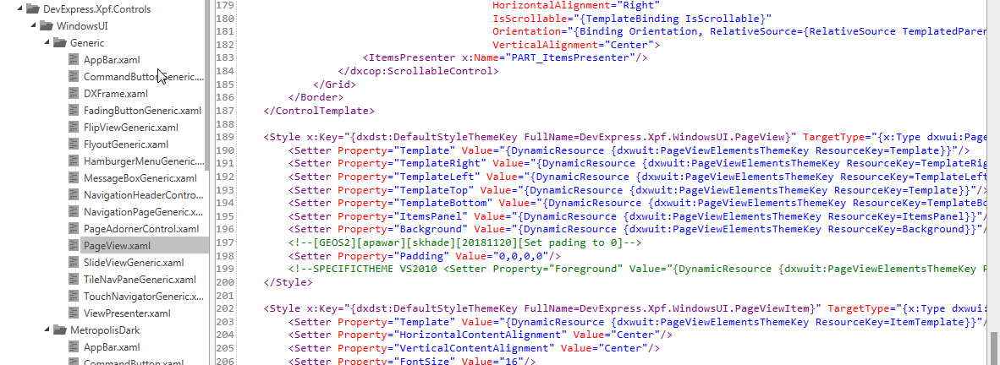 DevExpress.Xpf.Controls
WindowsUI
Generic
AppBar.xaml
CommandButtonGeneric....
DXFrame.xaml
FadingButtonGeneric.xaml
FlipViewGeneric.xaml
FlyoutGeneric.xaml
HamburgerMenuGeneric....
MessageBoxGeneric.xaml
NavigationHeaderContro...
NavigationPageGeneric.x...
PageAdornerControl.xaml
PageView.xaml
SlideViewGeneric.xaml
TileNavPaneGeneric.xaml
TouchNavigatorGeneric.x...
ViewPresenter.xaml
MetropolisDark
AppBar.xaml
CommandButton.xaml
179 HorizontalAlignment="Right"
180 IsScrollable="{TemplateBinding IsScrollable}"
181 Orientation="{Binding Orientation, RelativeSource={RelativeSource TemplatedParen
182 VerticalAlignment="Center">
183 <ItemsPresenter x:Name="PART_ItemsPresenter"/>
184 </dxcop:ScrollableControl>
185 </Grid>
186 </Border>
187 </ControlTemplate>
188
189 <Style x:Key="{dxdst:DefaultStyleThemeKey FullName=DevExpress.Xpf.WindowsUI.PageView}" TargetType="{x:Type dxwui:Page
190 <Setter Property="Template" Value="{DynamicResource {dxwuit:PageViewElementsThemeKey ResourceKey=Template}}"/>
191 <Setter Property="TemplateRight" Value="{DynamicResource {dxwuit:PageViewElementsThemeKey ResourceKey=TemplateRig
192 <Setter Property="TemplateLeft" Value="{DynamicResource {dxwuit:PageViewElementsThemeKey ResourceKey=TemplateLeft
193 <Setter Property="TemplateTop" Value="{DynamicResource {dxwuit:PageViewElementsThemeKey ResourceKey=Template}}"/>
194 <Setter Property="TemplateBottom" Value="{DynamicResource {dxwuit:PageViewElementsThemeKey ResourceKey=TemplateBo
195 <Setter Property="ItemsPanel" Value="{DynamicResource {dxwuit:PageViewElementsThemeKey ResourceKey=ItemsPanel}}"/
196 <Setter Property="Background" Value="{DynamicResource {dxwuit:PageViewElementsThemeKey ResourceKey=Background}}"/
197 <!--[GEOS2][apawar][skhade][20181120][Set pading to 0]-->
198 <Setter Property="Padding" Value="0,0,0,0"/>
199 <!--SPECIFICTHEME VS2010 <Setter Property="Foreground" Value="{DynamicResource {dxwuit:PageViewElementsThemeKey R
200 </Style>
201
202 <Style x:Key="{dxdst:DefaultStyleThemeKey FullName=DevExpress.Xpf.WindowsUI.PageViewItem}" TargetType="{x:Type dxwui:
203 <Setter Property="Template" Value="{DynamicResource {dxwuit:PageViewElementsThemeKey ResourceKey=ItemTemplate}}"/
204 <Setter Property="HorizontalContentAlignment" Value="Center"/>
205 <Setter Property="VerticalContentAlignment" Value="Center"/>
206 <Setter Property="FontSize" Value="16"/>